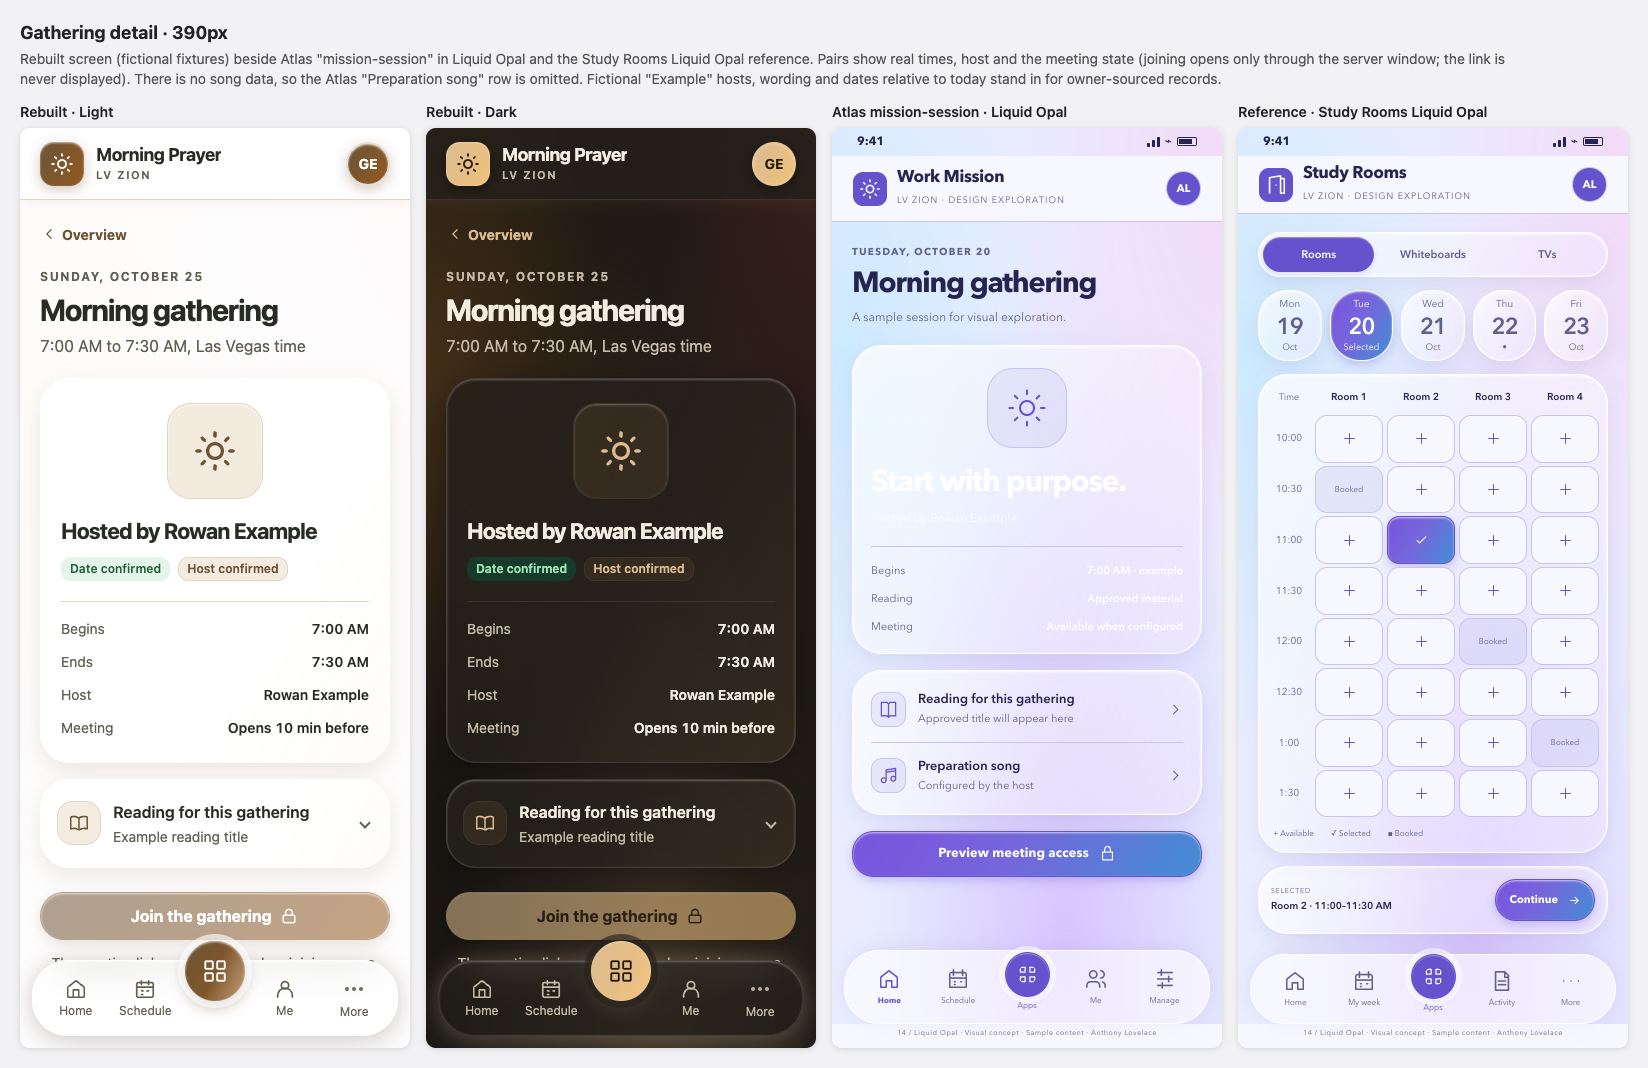 Gathering detail · 390px
Rebuilt screen (fictional fixtures) beside Atlas "mission-session" in Liquid Opal and the Study Rooms Liquid Opal reference. Pairs show real times, host and the meeting state (joining opens only through the server window; the link is
never displayed). There is no song data, so the Atlas "Preparation song" row is omitted. Fictional "Example" hosts, wording and dates relative to today stand in for owner-sourced records.
Rebuilt · Light
Morning Prayer
LV ZION
GE
Overview
SUNDAY, OCTOBER 25
Morning gathering
7:00 AM to 7:30 AM, Las Vegas time
Hosted by Rowan Example
Date confirmed
Host confirmed
Begins 7:00 AM
Ends 7:30 AM
Host Rowan Example
Meeting Opens 10 min before
Reading for this gathering
Example reading title
Join the gathering
Home
Schedule
Me
More
Rebuilt · Dark
Morning Prayer
LV ZION
GE
Overview
SUNDAY, OCTOBER 25
Morning gathering
7:00 AM to 7:30 AM, Las Vegas time
Hosted by Rowan Example
Date confirmed
Host confirmed
Begins 7:00 AM
Ends 7:30 AM
Host Rowan Example
Meeting Opens 10 min before
Reading for this gathering
Example reading title
Join the gathering
Home
Schedule
Me
More
Atlas mission-session · Liquid Opal
9:41
Work Mission
LV ZION · DESIGN EXPLORATION
AL
TUESDAY, OCTOBER 20
Morning gathering
A sample session for visual exploration.
Start with purpose.
Hosted by Rowan Example
Begins 7:00 AM · example
Reading Approved material
Meeting Available when configured
Reading for this gathering
Approved title will appear here
Preparation song
Configured by the host
Preview meeting access
Home
Schedule
Apps
Me
Manage
14 / Liquid Opal · Visual concept · Sample content · Anthony Lovelace
Reference · Study Rooms Liquid Opal
9:41
Study Rooms
LV ZION · DESIGN EXPLORATION
AL
Rooms Whiteboards TVs
Mon Tue Wed Thu Fri
19 20 21 22 23
Oct Selected Oct • Oct
Time Room 1 Room 2 Room 3 Room 4
10:00 + + + +
10:30 Booked + + +
11:00 + ✓ + +
11:30 + + + +
12:00 + + Booked +
12:30 + + + +
1:00 + + + Booked
1:30 + + + +
+ Available ✓ Selected ■ Booked
SELECTED
Room 2 · 11:00–11:30 AM
Continue →
Home
My week
Apps
Activity
More
14 / Liquid Opal · Visual concept · Sample content · Anthony Lovelace